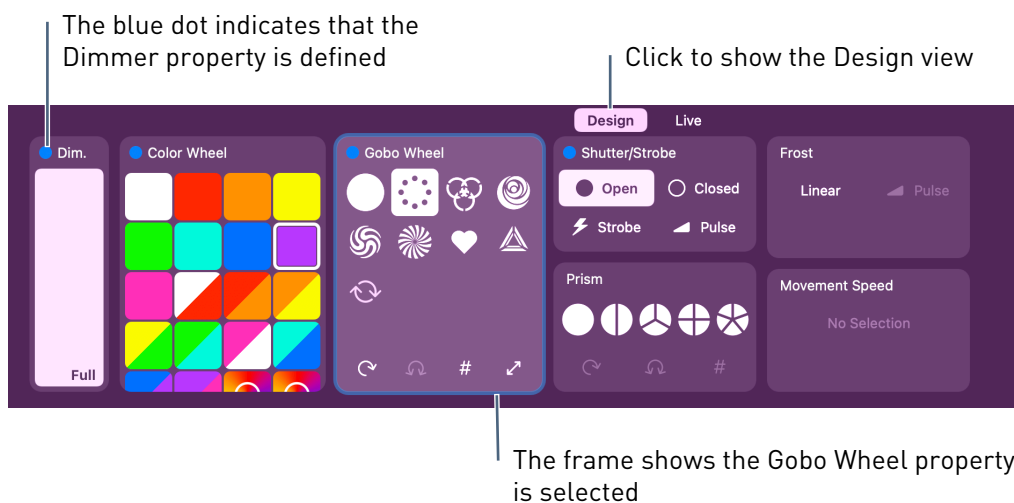 The blue dot indicates that the
Dimmer property is defined
Click to show the Design view
Design Live
Dim.
Full
Color Wheel
Gobo Wheel
#
Shutter/Strobe
Open Closed
Strobe Pulse
Prism
#
Frost
Linear Pulse
Movement Speed
No Selection
The frame shows the Gobo Wheel property
is selected